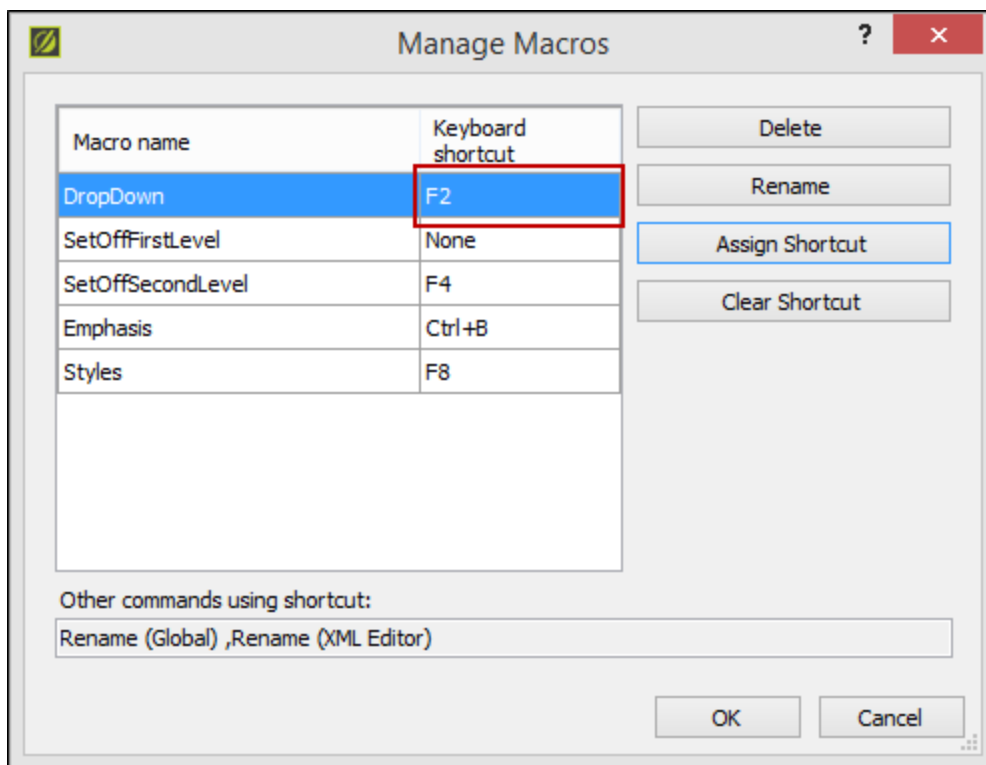 Manage Macros
?
Macro name
Keyboard
shortcut
DropDown F2
SetOffFirstLevel None
SetOffSecondLevel F4
Emphasis Ctrl+B
Styles F8
Delete
Rename
Assign Shortcut
Clear Shortcut
Other commands using shortcut:
Rename (Global) ,Rename (XML Editor)
OK
Cancel